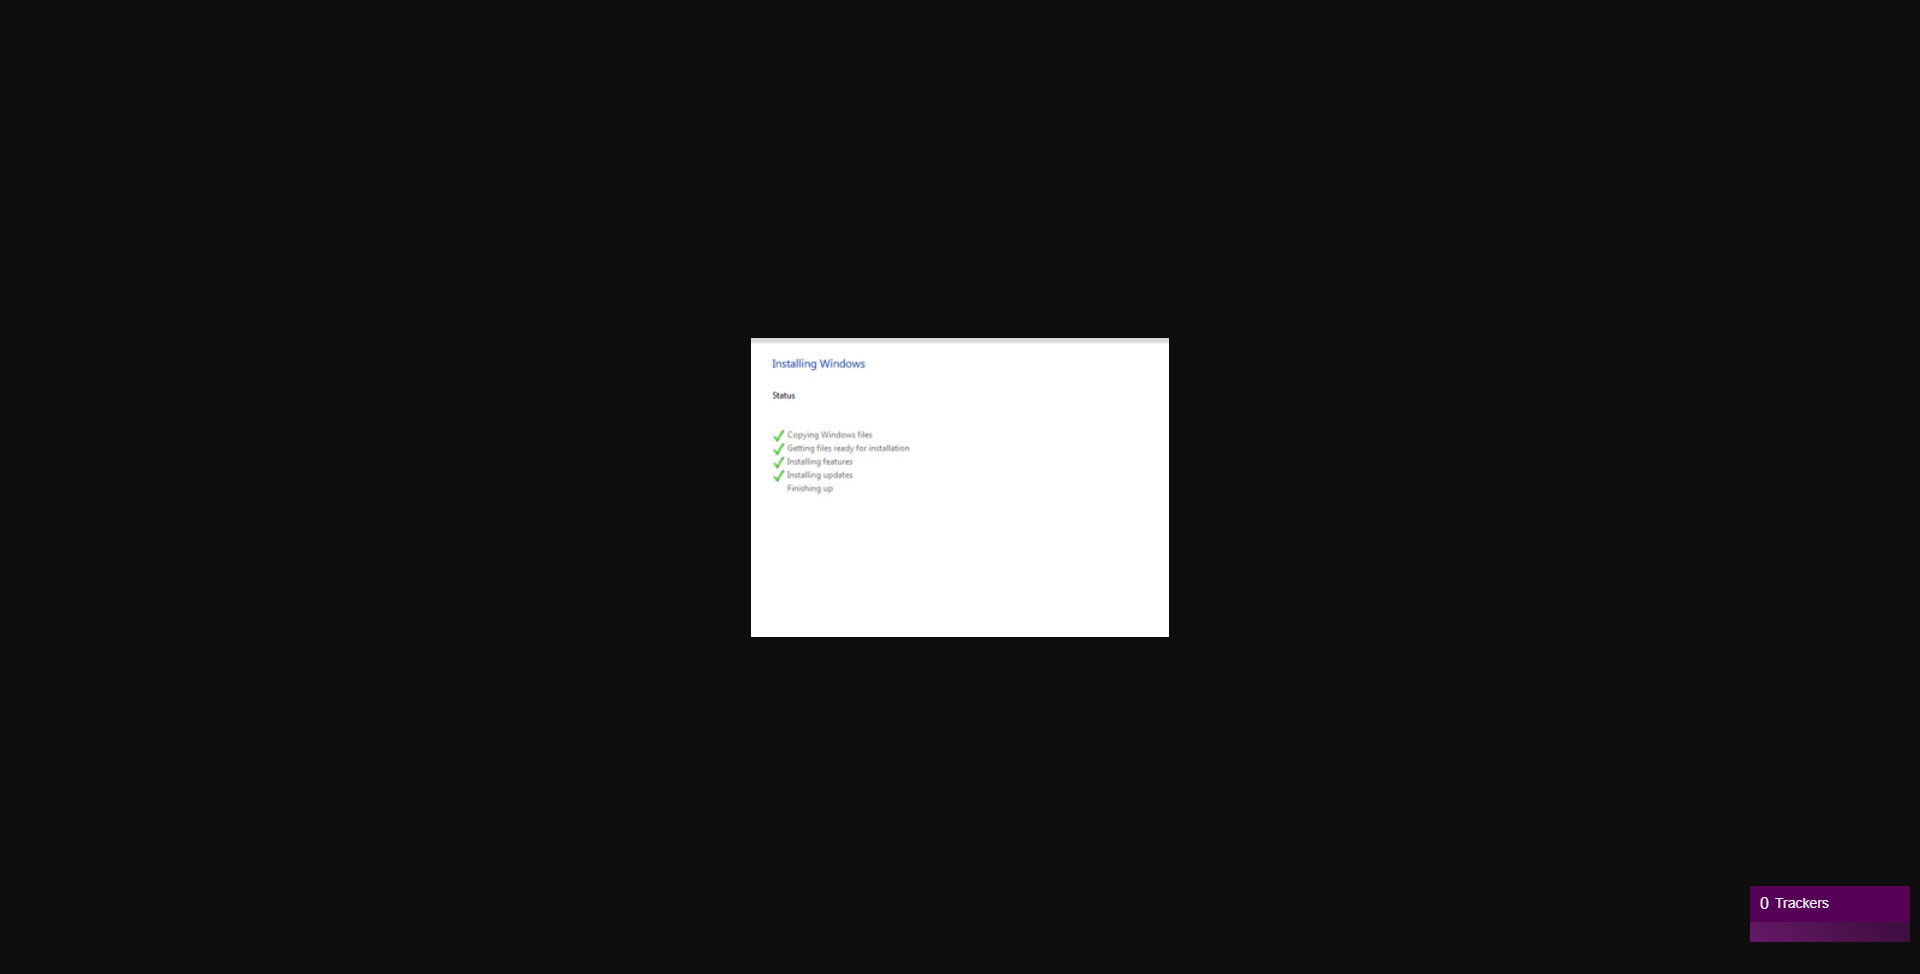 Installing Windows
Status
Copying Windows files
Getting files ready for installation
Installing features
Installing updates
Finishing up
0 Trackers